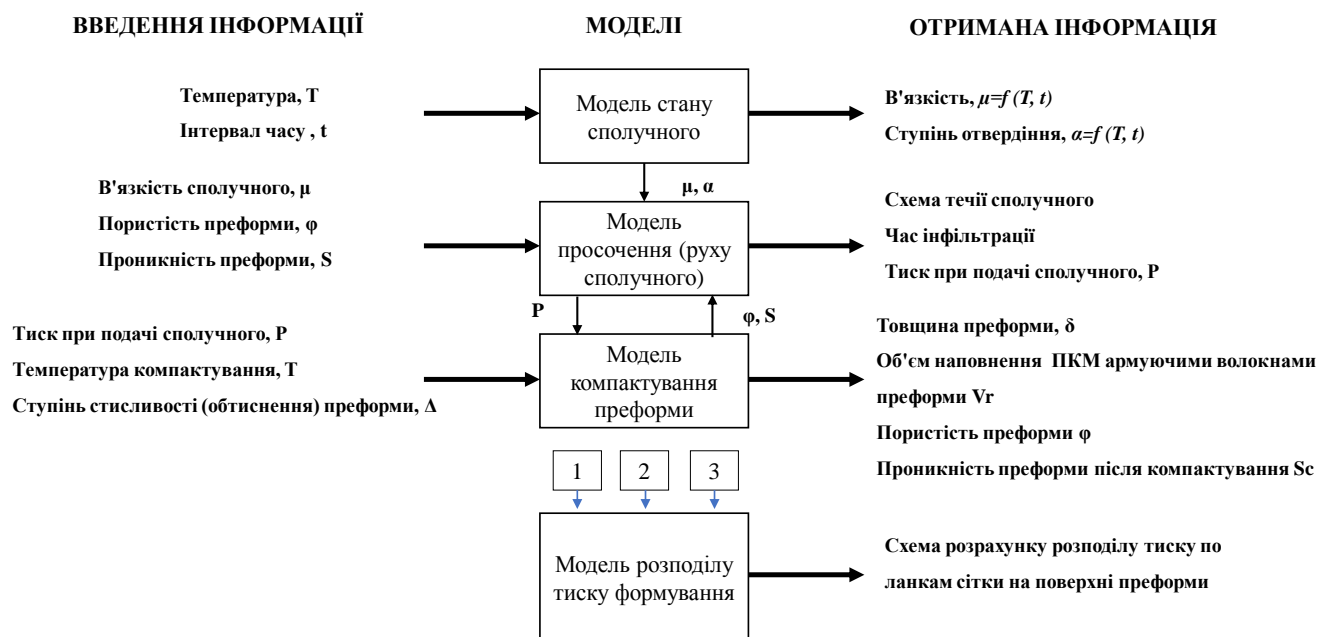 ВВЕДЕННЯ ІНФОРМАЦІЇ
МОДЕЛІ
ОТРИМАНА ІНФОРМАЦІЯ
Температура, T
Інтервал часу , t
Модель стану
сполучного
В'язкість, μ=f (T, t)
Ступінь отвердіння, α=f (T, t)
μ, α
В'язкість сполучного, μ
Пористість преформи, φ
Проникність преформи, S
Модель
просочення (руху
сполучного)
Схема течії сполучного
Час інфільтрації
Тиск при подачі сполучного, P
P
φ, S
Тиск при подачі сполучного, P
Температура компактування, T
Ступінь стисливості (обтиснення) преформи, Δ
Модель
компактування
преформи
Товщина преформи, δ
Об'єм наповнення ПКМ армуючими волокнами
преформи Vr
Пористість преформи φ
Проникність преформи після компактування Sc
1
2
3
Модель розподілу
тиску формування
Схема розрахунку розподілу тиску по
ланкам сітки на поверхні преформи